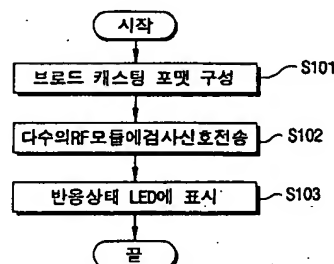 시작
브로드 캐스팅 포맷 구성
S101
다수의RF모듈에검사신호전송
S102
반응상태 LED에 표시
S103
끝